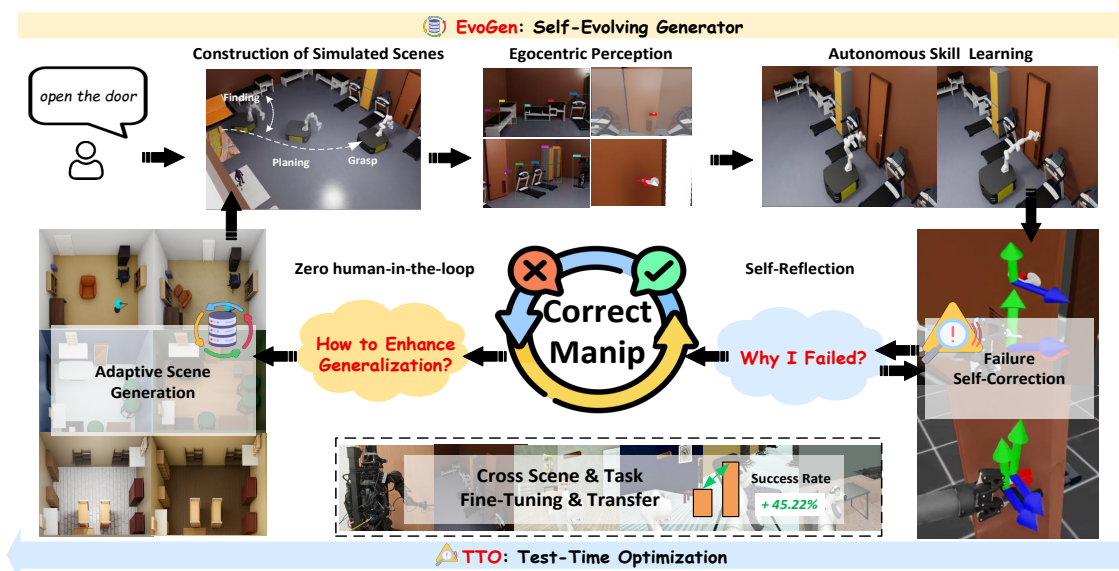 EvoGen: Self-Evolving Generator
Construction of Simulated Scenes
Egocentric Perception
Autonomous Skill Learning
open the door
Finding
Planing
Grasp
Zero human-in-the-loop
Self-Reflection
Correct
Manip
How to Enhance
Generalization?
Why I Failed?
Adaptive Scene
Generation
Failure
Self-Correction
Cross Scene & Task
Fine-Tuning & Transfer
Success Rate
+ 45.22%
TTO: Test-Time Optimization